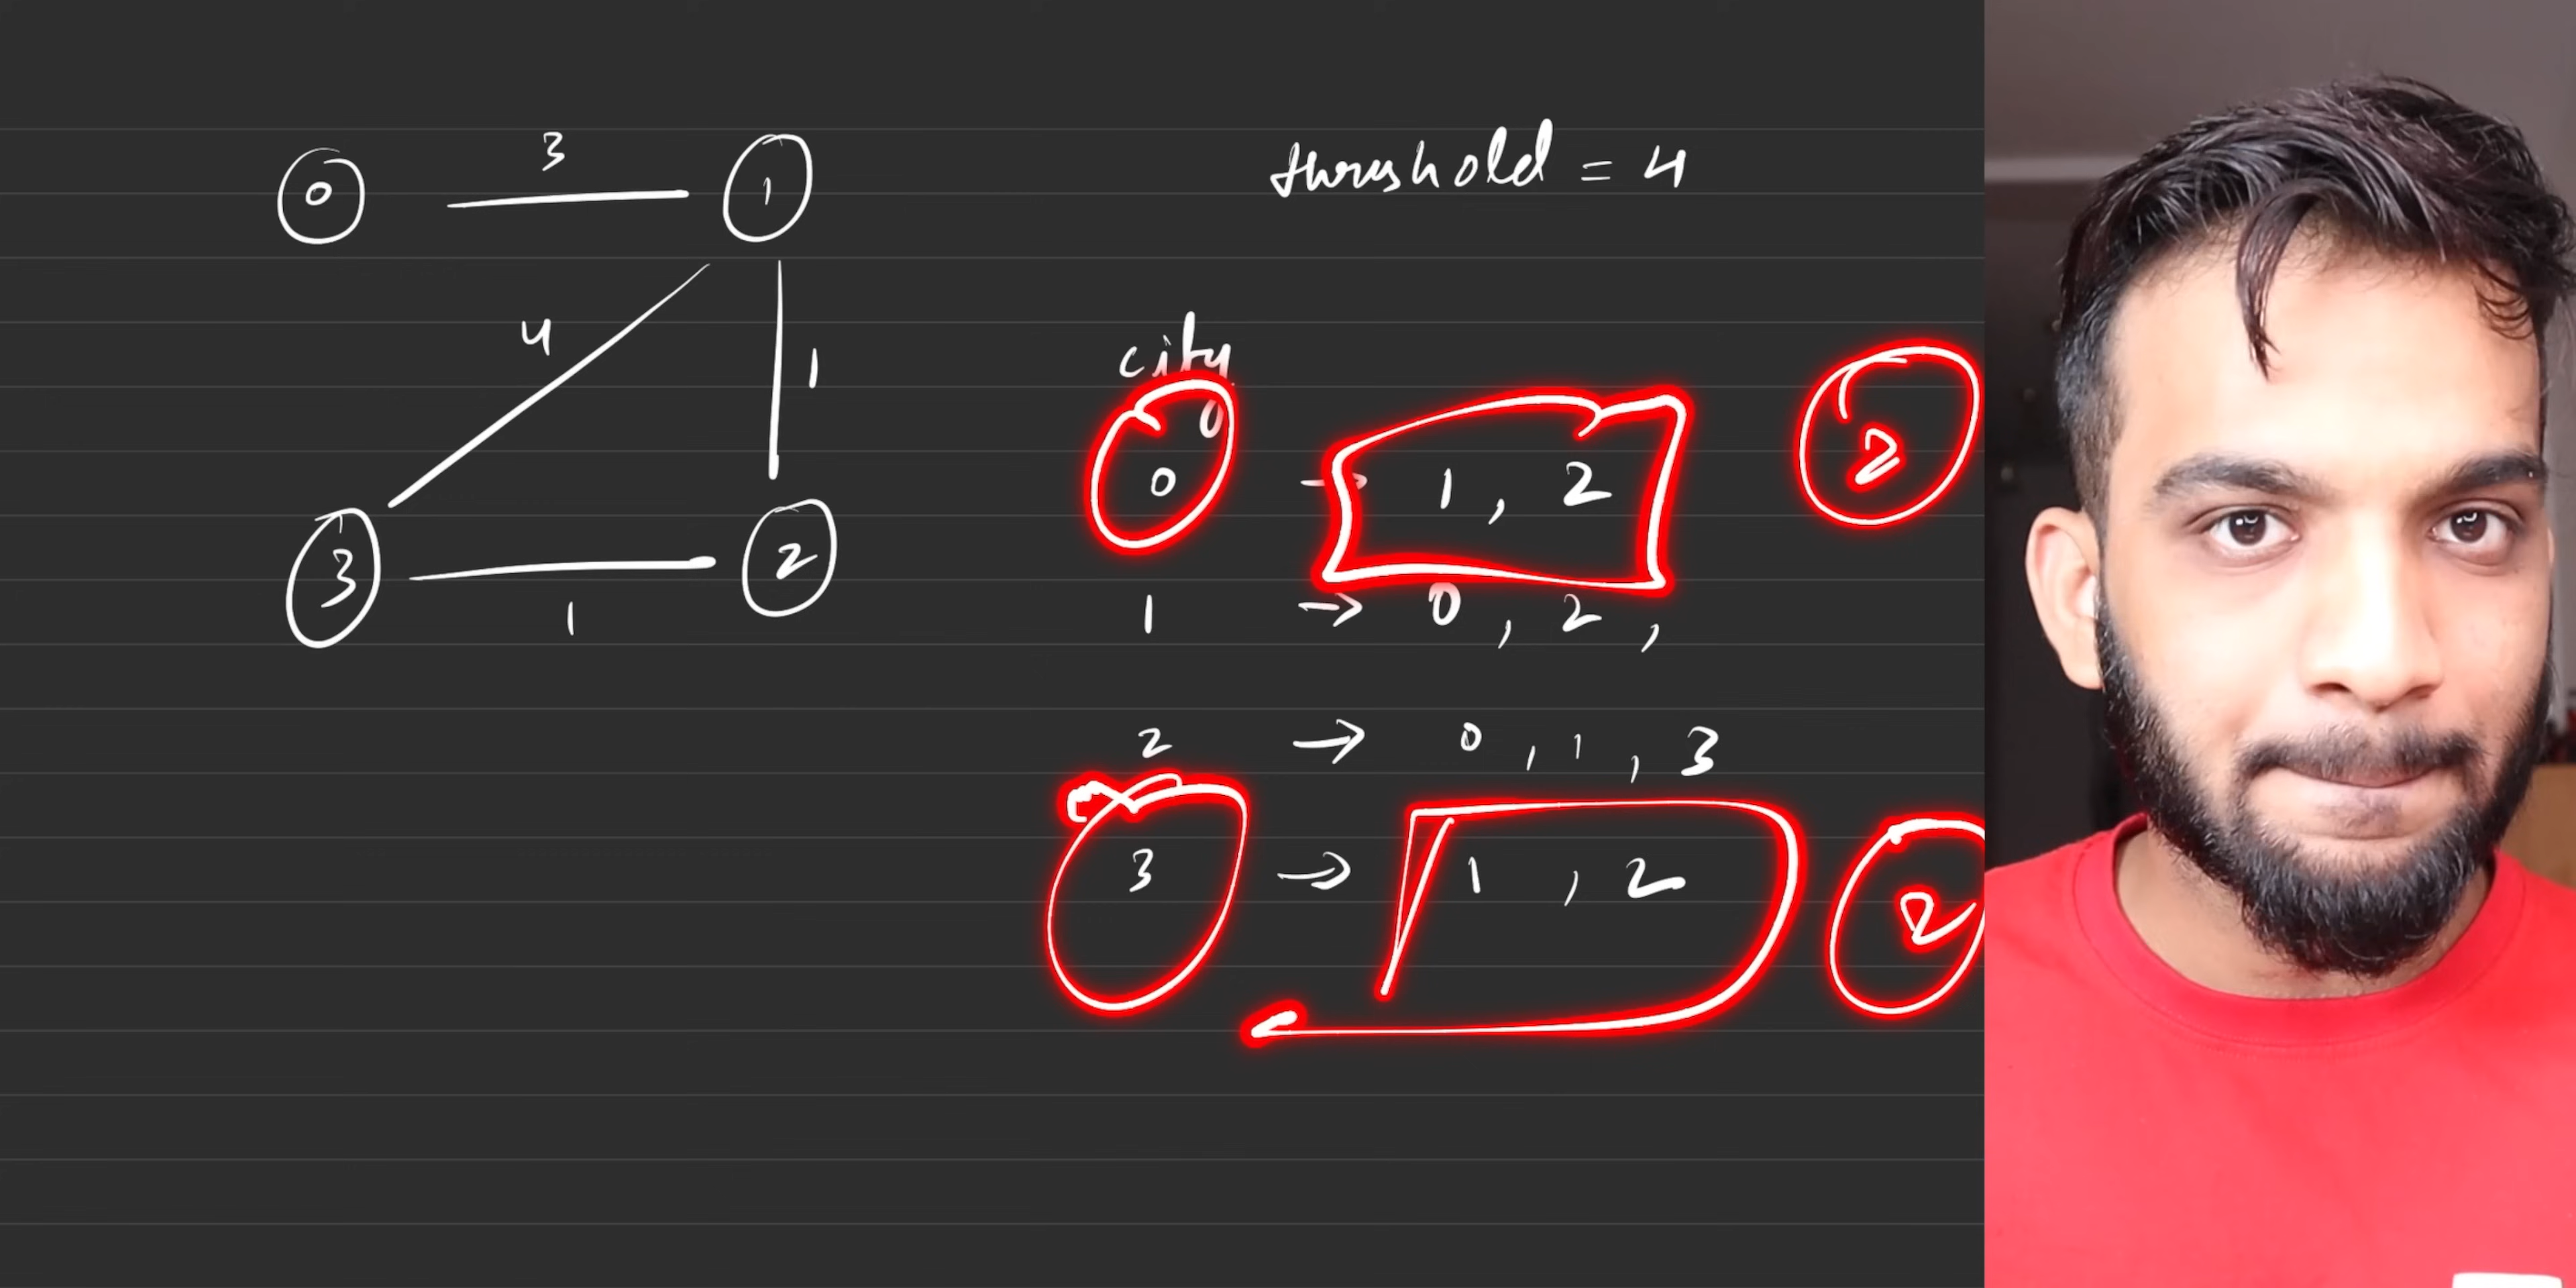 0 3 1
threshold = 4
4 1
city
0
0 → 1, 2 2
3 2
1
1 → 0, 2,
2 → 0, 1, 3
3 → 1, 2 2